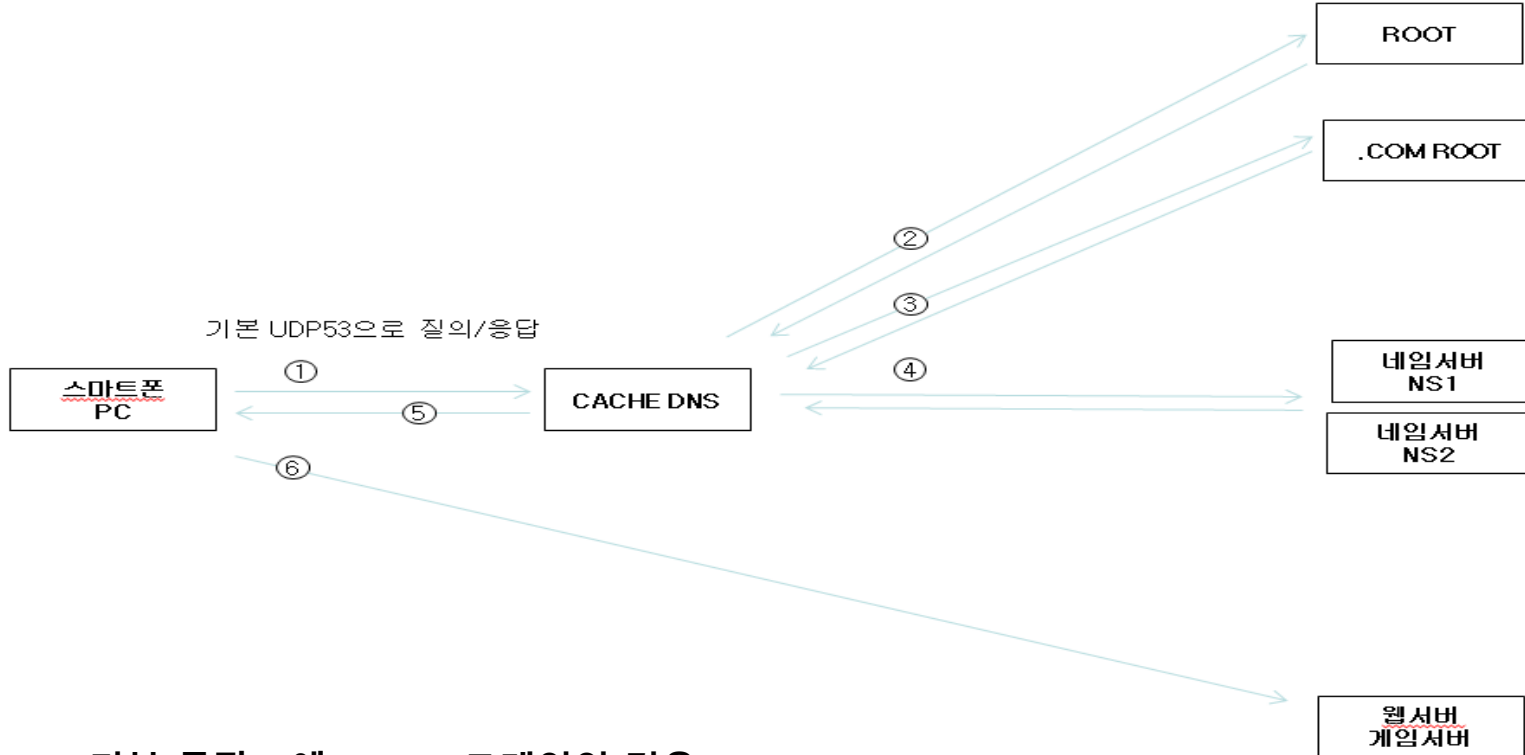 ROOT
.COM ROOT
②
③
기본 UDP53으로 질의/응답
①
④
스마트폰
PC
CACHE DNS
네임서버
NS1
⑤
네임서버
NS2
⑥
웹서버
게임서버